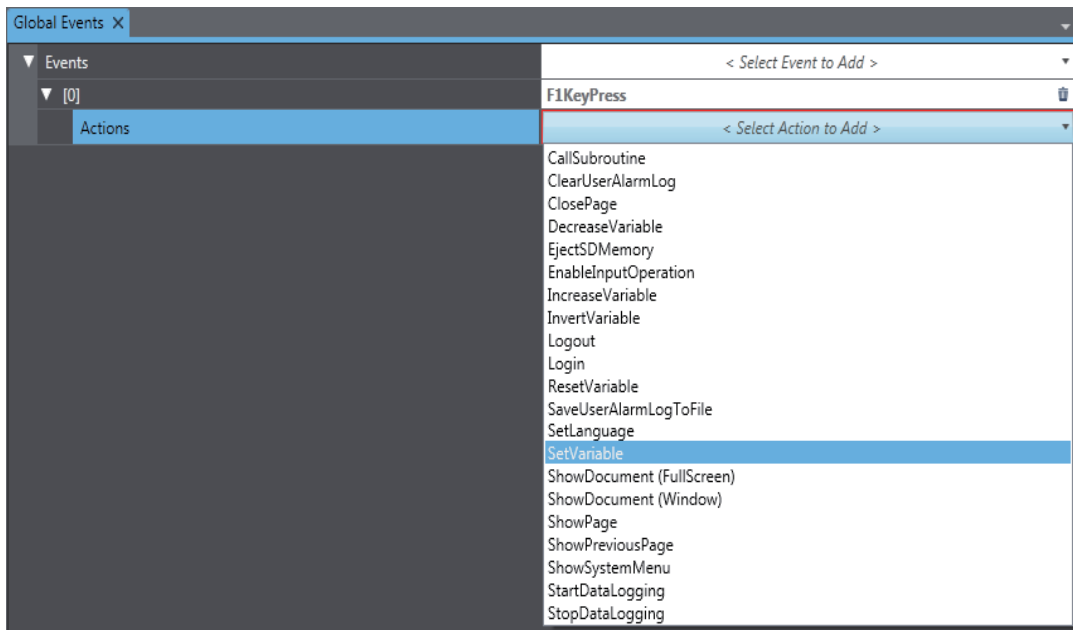 Global Events X
Events < Select Event to Add >
[0] F1KeyPress
Actions < Select Action to Add >
CallSubroutine
ClearUserAlarmLog
ClosePage
DecreaseVariable
EjectSDMemory
EnableInputOperation
IncreaseVariable
InvertVariable
Logout
Login
ResetVariable
SaveUserAlarmLogToFile
SetLanguage
SetVariable
ShowDocument (FullScreen)
ShowDocument (Window)
ShowPage
ShowPreviousPage
ShowSystemMenu
StartDataLogging
StopDataLogging